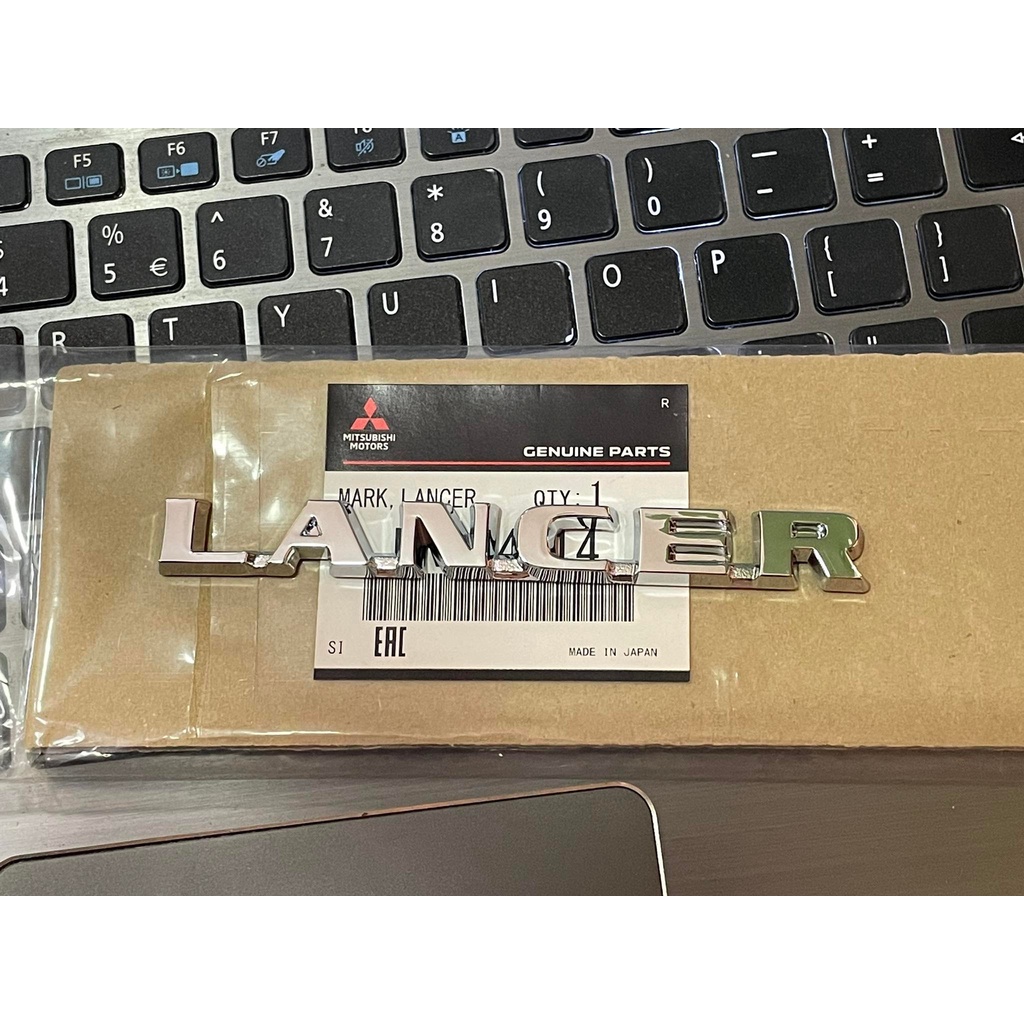 F5 F6 F7
% 5 € ^ 6 & 7 * 8 ( 9 ) 0 _ - + =
R T Y U I O P { [ } ]
MITSUBISHI
MOTORS
R
GENUINE PARTS
MARK, LANCER QTY: 1
LANCER
SI EAC MADE IN JAPAN